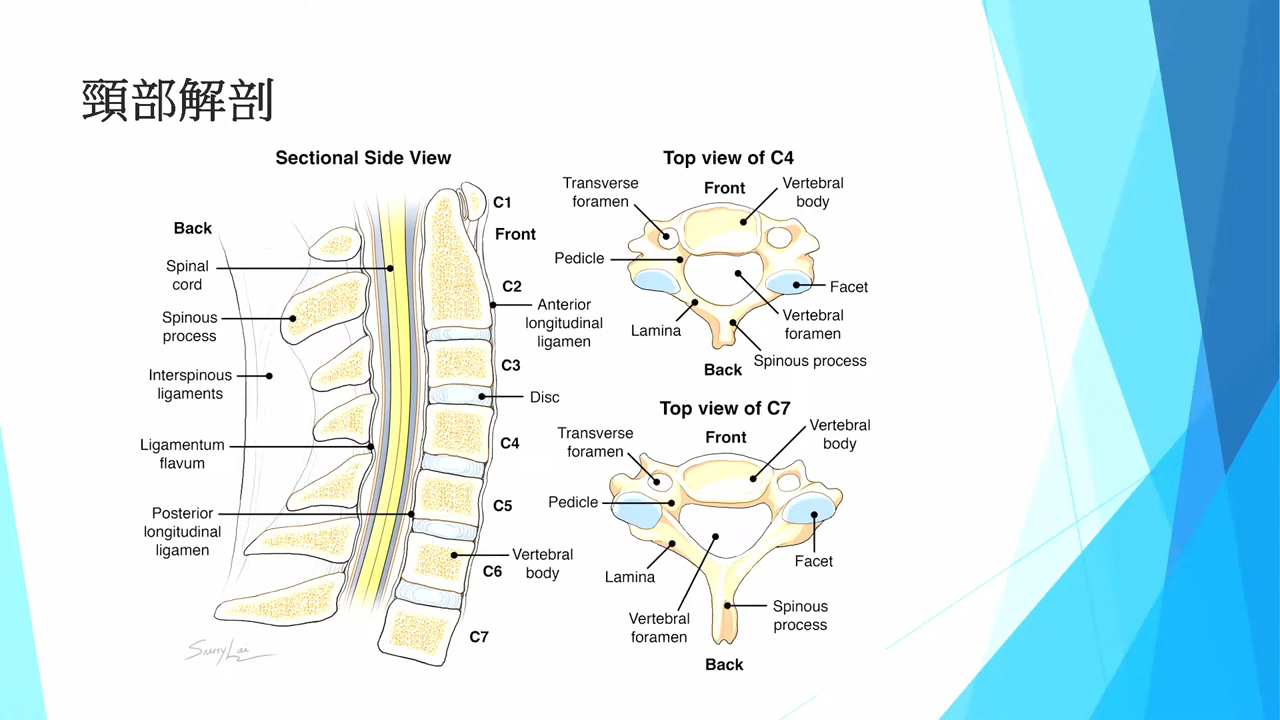 頸部解剖
Sectional Side View
Back
Spinal
cord
Spinous
process
Interspinous
ligaments
Ligamentum
flavum
Posterior
longitudinal
ligamen
C1
Front
C2
Anterior
longitudinal
ligamen
C3
Disc
C4
C5
Vertebral
body
C6
C7
Top view of C4
Front
Transverse
foramen
Vertebral
body
Pedicle
Facet
Lamina
Vertebral
foramen
Spinous process
Back
Top view of C7
Front
Transverse
foramen
Vertebral
body
Pedicle
Facet
Lamina
Vertebral
foramen
Spinous
process
Back